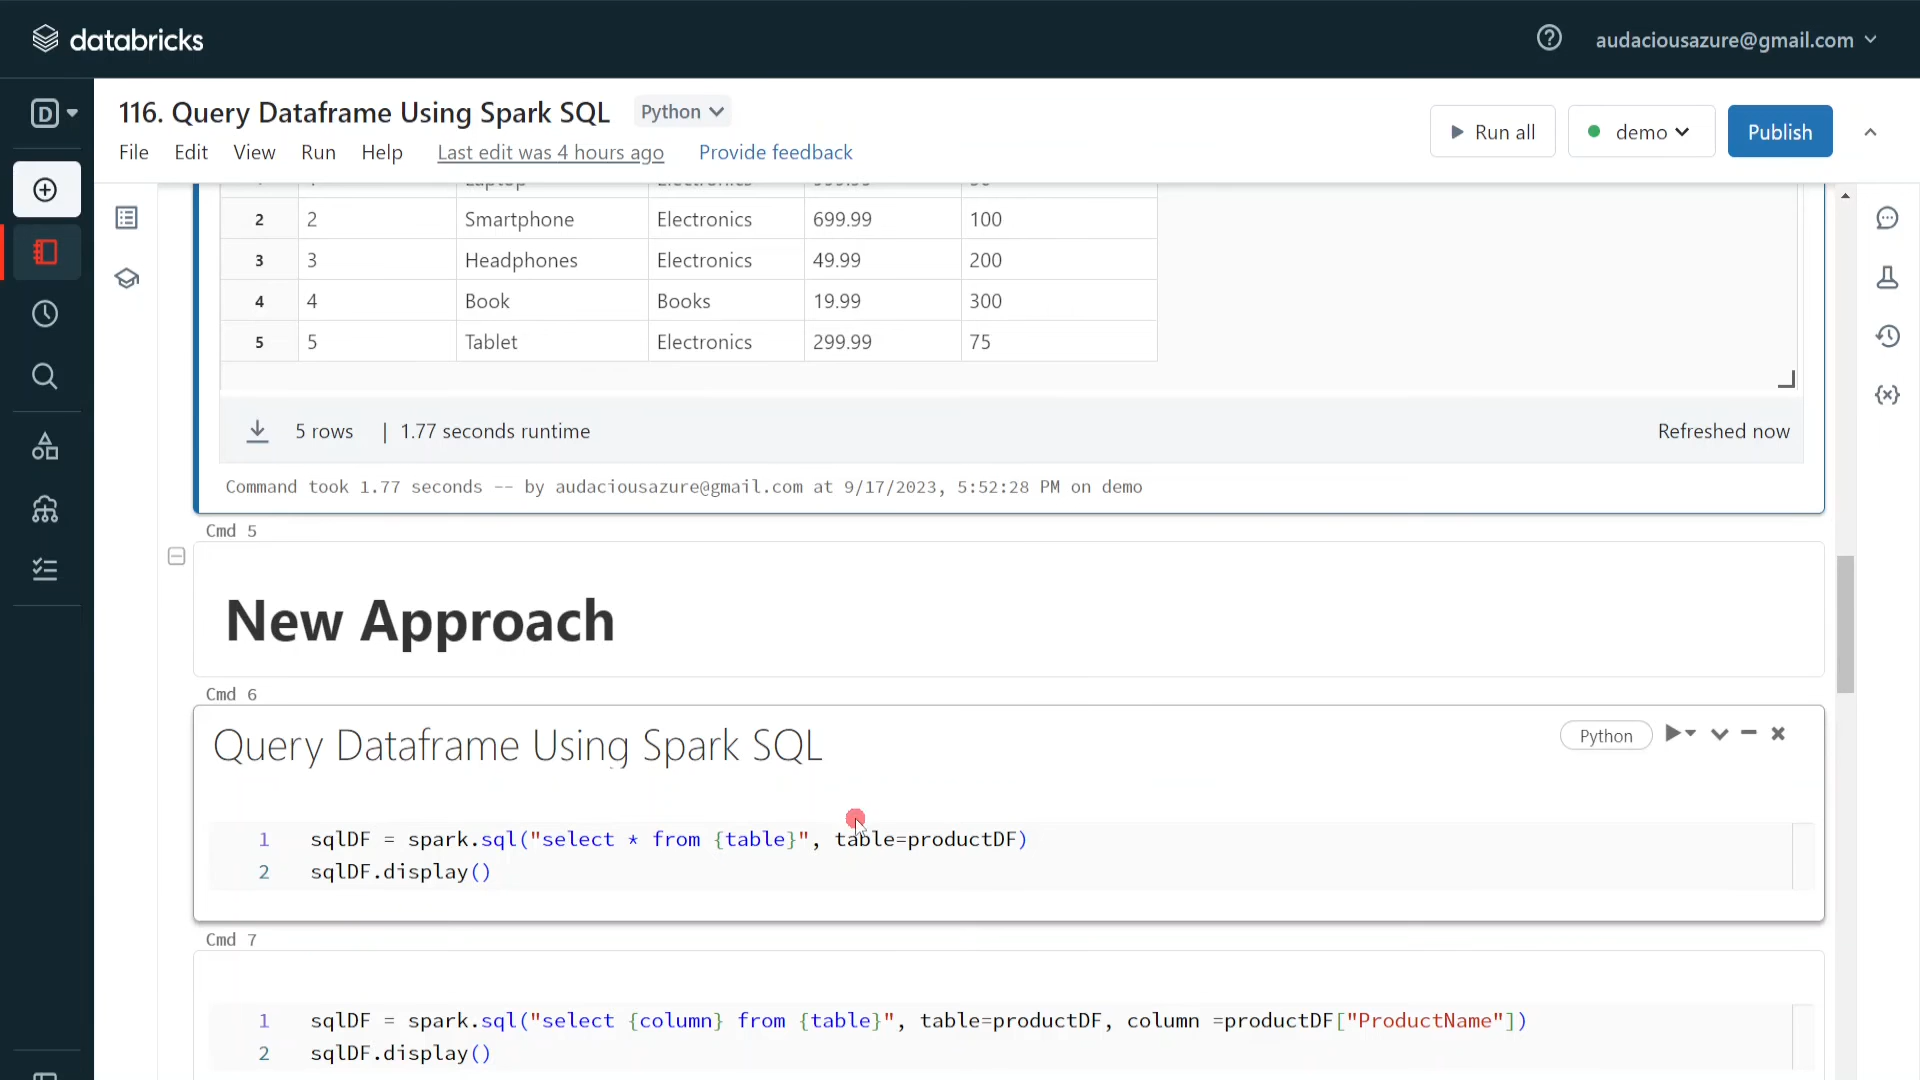 databricks
audaciousazure@gmail.com
D
116. Query Dataframe Using Spark SQL Python
File Edit View Run Help Last edit was 4 hours ago Provide feedback
Run all demo Publish
2 2 Smartphone Electronics 699.99 100
3 3 Headphones Electronics 49.99 200
4 4 Book Books 19.99 300
5 5 Tablet Electronics 299.99 75
5 rows | 1.77 seconds runtime Refreshed now
Command took 1.77 seconds -- by audaciousazure@gmail.com at 9/17/2023, 5:52:28 PM on demo
Cmd 5
New Approach
Cmd 6
Query Dataframe Using Spark SQL
Python
1 sqlDF = spark.sql("select * from {table}", table=productDF)
2 sqlDF.display()
Cmd 7
1 sqlDF = spark.sql("select {column} from {table}", table=productDF, column =productDF["ProductName"])
2 sqlDF.display()